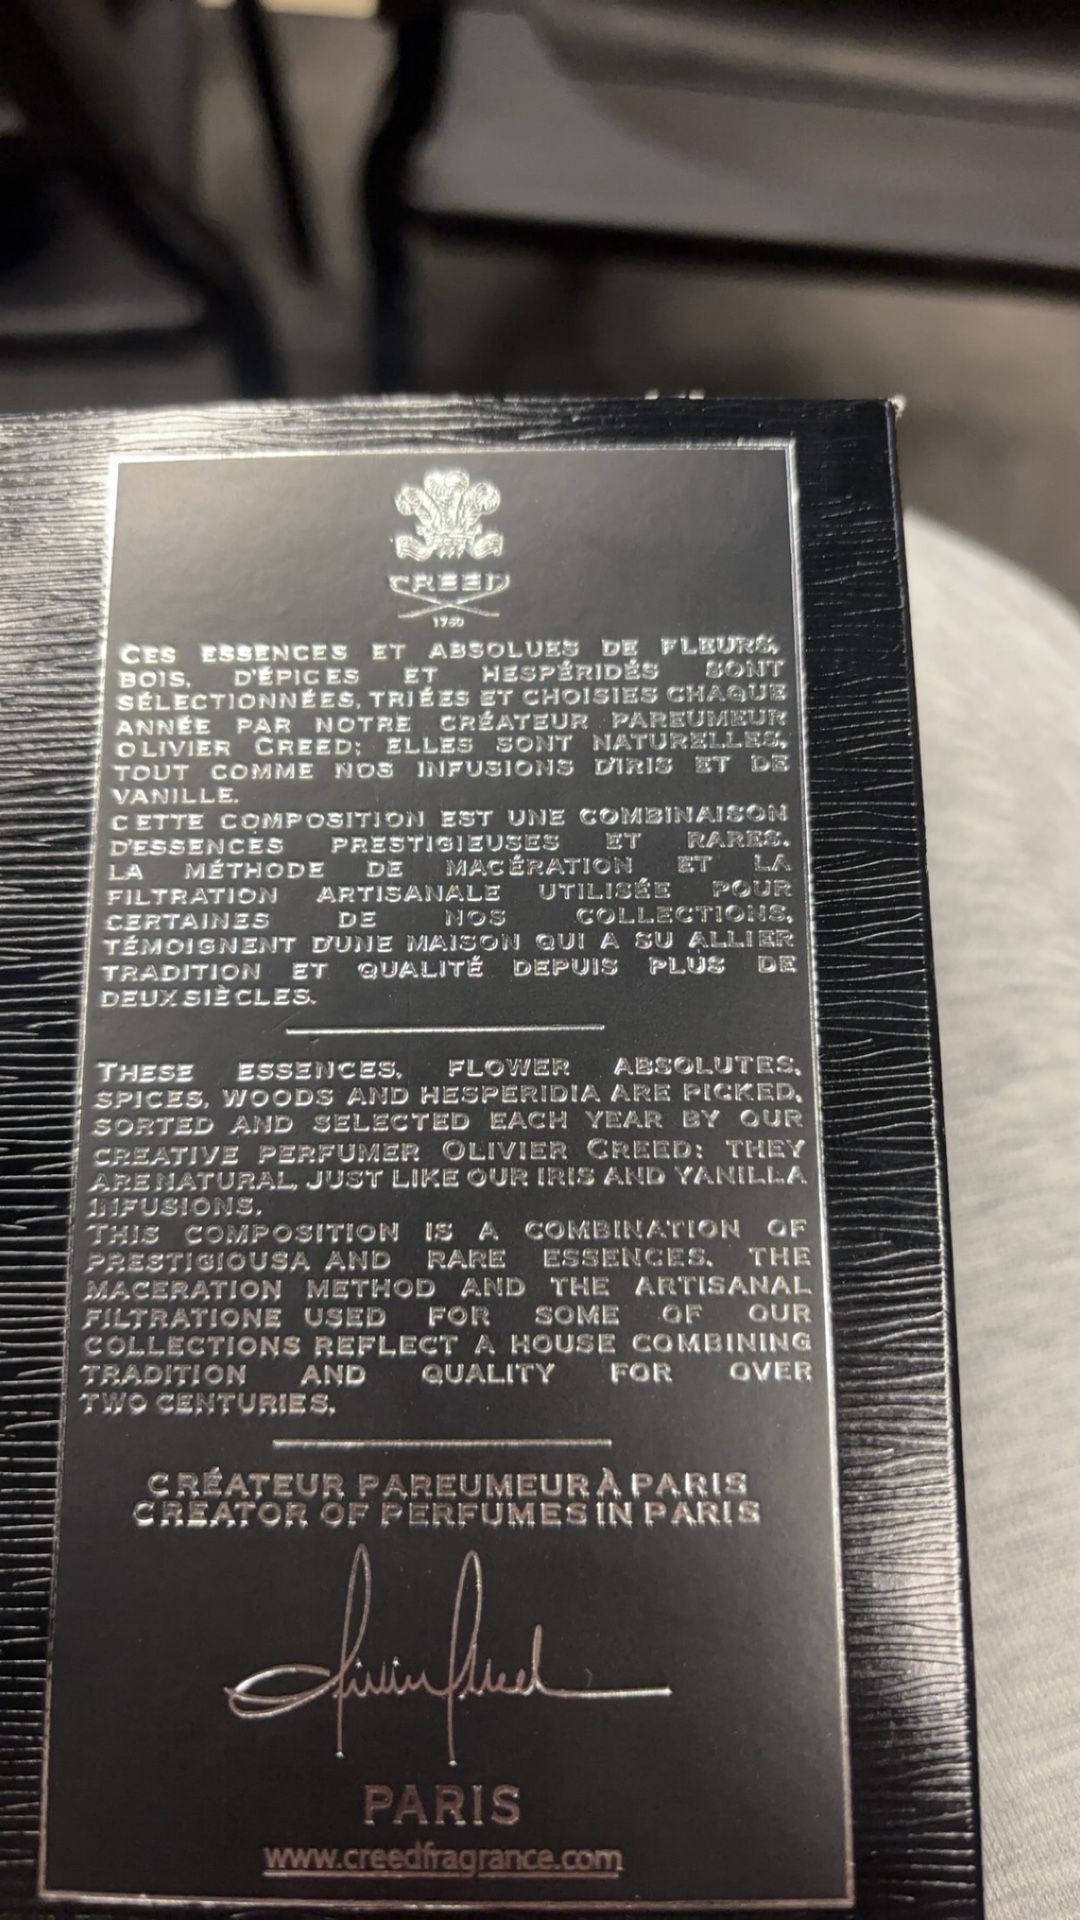 CREED
1760
CES ESSENCES ET ABSOLUES DE FLEURS,
BOIS, D'ÉPICES ET HESPÉRIDÉS SONT
SÉLECTIONNÉES, TRIÉES ET CHOISIES CHAQUE
ANNÉE PAR NOTRE CRÉATEUR PAREUMEUR
OLIVIER CREED; ELLES SONT NATURELLES,
TOUT COMME NOS INFUSIONS D'IRIS ET DE
VANILLE.
CETTE COMPOSITION EST UNE COMBINAISON
D'ESSENCES PRESTIGIEUSES ET RARES.
LA MÉTHODE DE MACÉRATION ET LA
FILTRATION ARTISANALE UTILISÉE POUR
CERTAINES DE NOS COLLECTIONS,
TÉMOIGNENT D'UNE MAISON QUI A SU ALLIER
TRADITION ET QUALITÉ DEPUIS PLUS DE
DEUX SIÈCLES.
THESE ESSENCES, FLOWER ABSOLUTES,
SPICES, WOODS AND HESPERIDIA ARE PICKED,
SORTED AND SELECTED EACH YEAR BY OUR
CREATIVE PERFUMER OLIVIER CREED: THEY
ARE NATURAL, JUST LIKE OUR IRIS AND VANILLA
INFUSIONS.
THIS COMPOSITION IS A COMBINATION OF
PRESTIGIOUSA AND RARE ESSENCES. THE
MACERATION METHOD AND THE ARTISANAL
FILTRATIONE USED FOR SOME OF OUR
COLLECTIONS REFLECT A HOUSE COMBINING
TRADITION AND QUALITY FOR OVER
TWO CENTURIES.
CRÉATEUR PAREUMEUR À PARIS
CREATOR OF PERFUMES IN PARIS
Olivier Creed
PARIS
www.creedfragrance.com